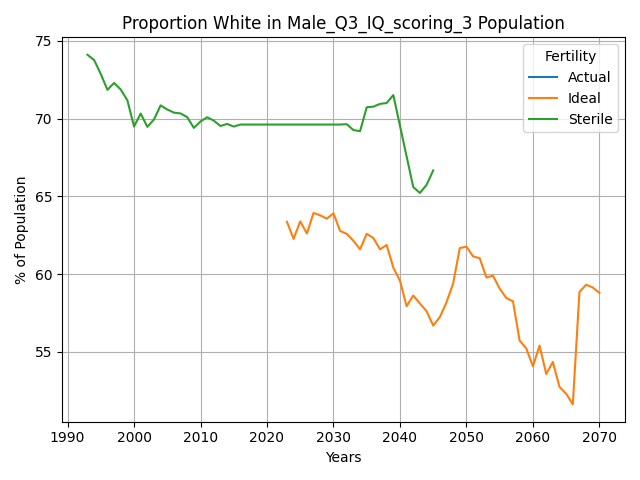 Proportion White in Male_Q3_IQ_scoring_3 Population
% of Population
75
70
65
60
55
Fertility
Actual
Ideal
Sterile
1990 2000 2010 2020 2030 2040 2050 2060 2070
Years